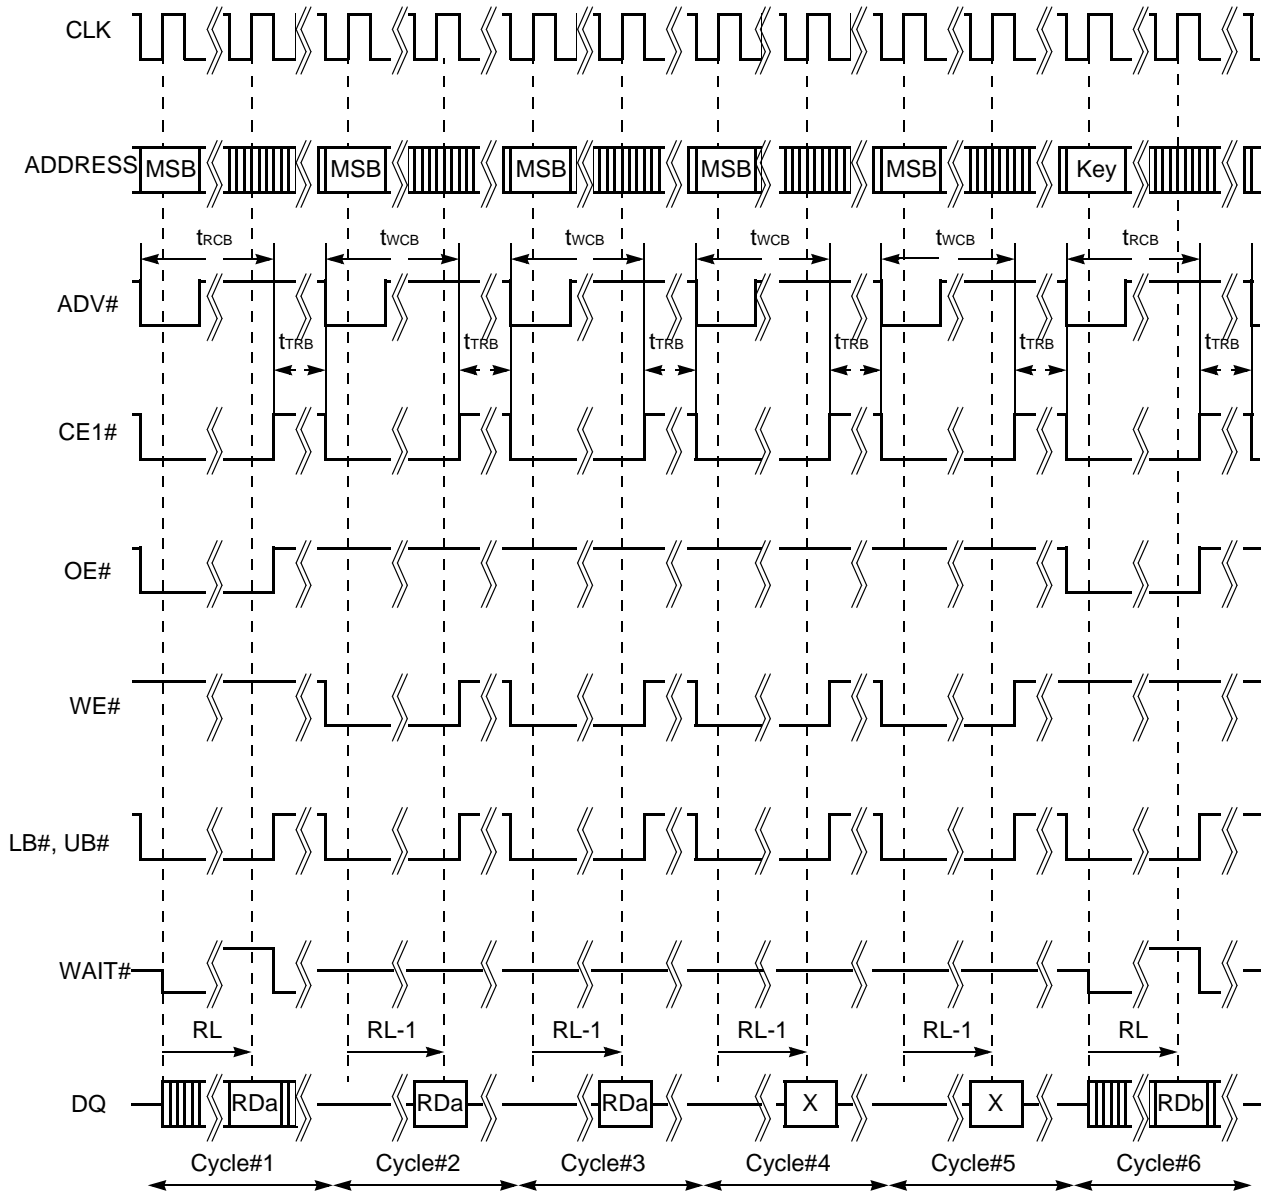 CLK
ADDRESS MSB MSB MSB MSB MSB Key
tRCB tWCB tWCB tWCB tWCB tRCB
ADV#
tTRB tTRB tTRB tTRB tTRB tTRB
CE1#
OE#
WE#
LB#, UB#
WAIT#
RL RL-1 RL-1 RL-1 RL-1 RL
DQ RDa RDa RDa X X RDb
Cycle#1 Cycle#2 Cycle#3 Cycle#4 Cycle#5 Cycle#6